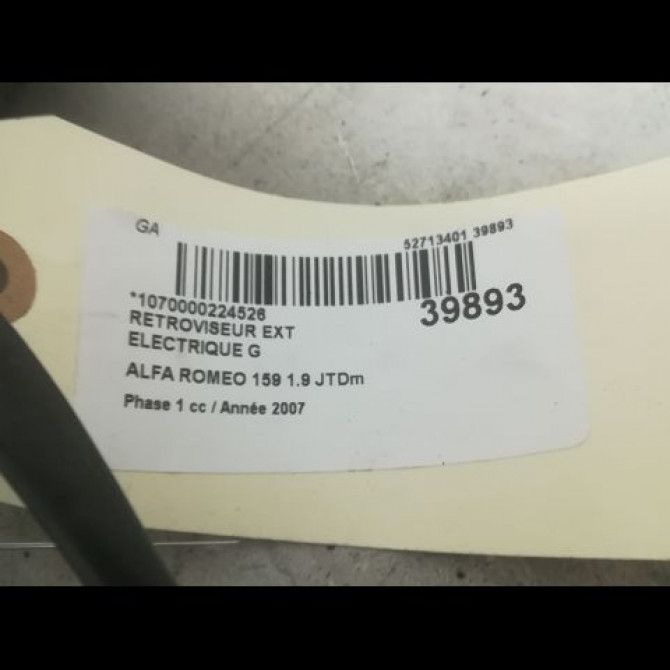 GA
52713401 39893
*1070000224526
39893
RETROVISEUR EXT
ELECTRIQUE G
ALFA ROMEO 159 1.9 JTDm
Phase 1 cc / Année 2007